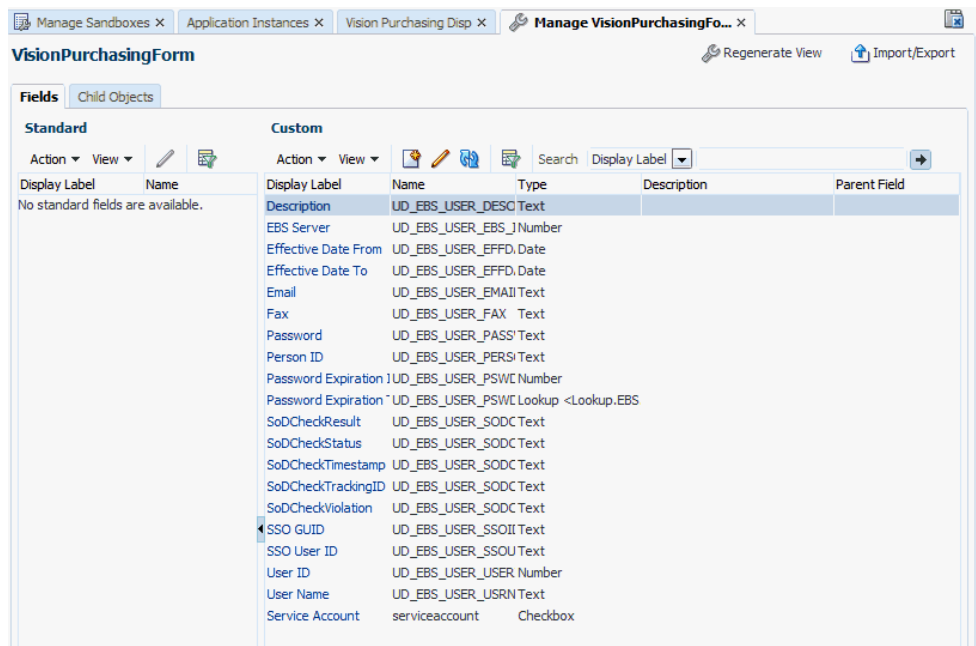 Manage Sandboxes × Application Instances × Vision Purchasing Disp × Manage VisionPurchasingFo... ×
VisionPurchasingForm Regenerate View Import/Export
Fields Child Objects
Standard Custom
Action View Action View Search Display Label
Display Label Name Display Label Name Type Description Parent Field
No standard fields are available. Description UD_EBS_USER_DESC Text
EBS Server UD_EBS_USER_EBS_I Number
Effective Date From UD_EBS_USER_EFFD Date
Effective Date To UD_EBS_USER_EFFD Date
Email UD_EBS_USER_EMAII Text
Fax UD_EBS_USER_FAX Text
Password UD_EBS_USER_PASS Text
Person ID UD_EBS_USER_PERS Text
Password Expiration UD_EBS_USER_PSWD Number
Password Expiration UD_EBS_USER_PSWD Lookup <Lookup.EBS
SoDCheckResult UD_EBS_USER_SODC Text
SoDCheckStatus UD_EBS_USER_SODC Text
SoDCheckTimestamp UD_EBS_USER_SODC Text
SoDCheckTrackingID UD_EBS_USER_SODC Text
SoDCheckViolation UD_EBS_USER_SODC Text
SSO GUID UD_EBS_USER_SSOII Text
SSO User ID UD_EBS_USER_SSOU Text
User ID UD_EBS_USER_USER Number
User Name UD_EBS_USER_USRN Text
Service Account serviceaccount Checkbox